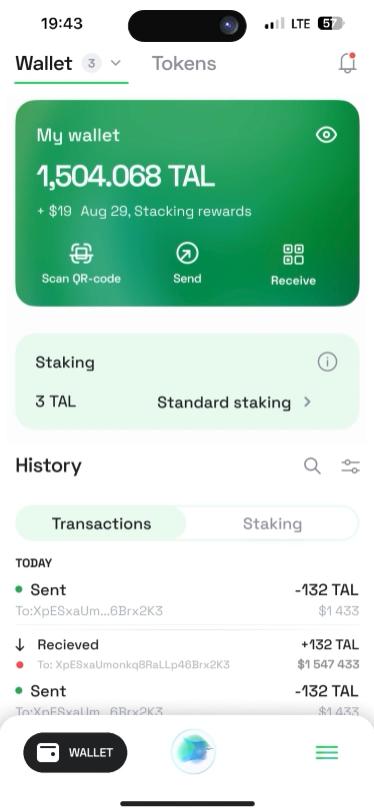 19:43 LTE 57
Wallet 3 Tokens
My wallet
1,504.068 TAL
+ $19 Aug 29, Stacking rewards
Scan QR-code Send Receive
Staking
3 TAL Standard staking
History
Transactions Staking
TODAY
Sent -132 TAL
To:XpESxaUm...6Brx2K3 $1 433
Recieved +132 TAL
To: XpESxaUmonkq8RaLLp46Brx2K3 $1 547 433
Sent -132 TAL
To:XpESxaUm...6Brx2K3 $1 433
WALLET